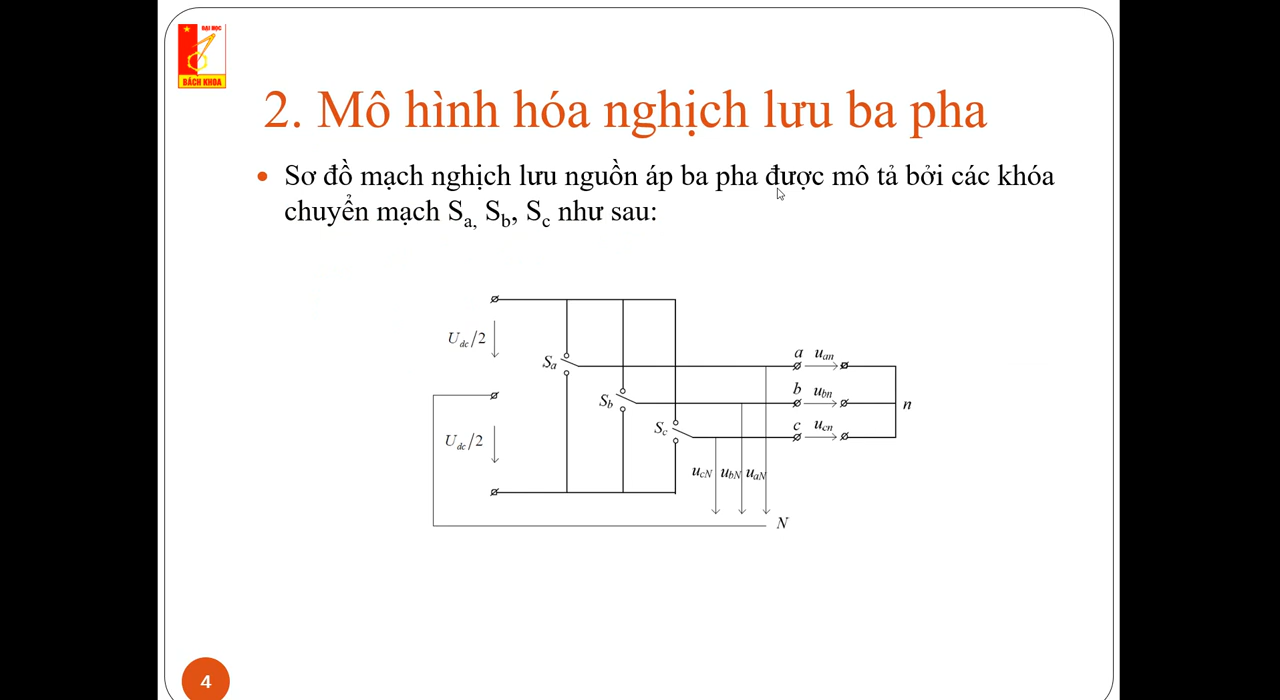 ĐẠI HỌC
BÁCH KHOA
2. Mô hình hóa nghịch lưu ba pha
• Sơ đồ mạch nghịch lưu nguồn áp ba pha được mô tả bởi các khóa
chuyển mạch Sa, Sb, Sc như sau:
Udc/2
Sa
a uan
b ubn
Sb
n
c ucn
Sc
Udc/2
ucN ubN uaN
N
4